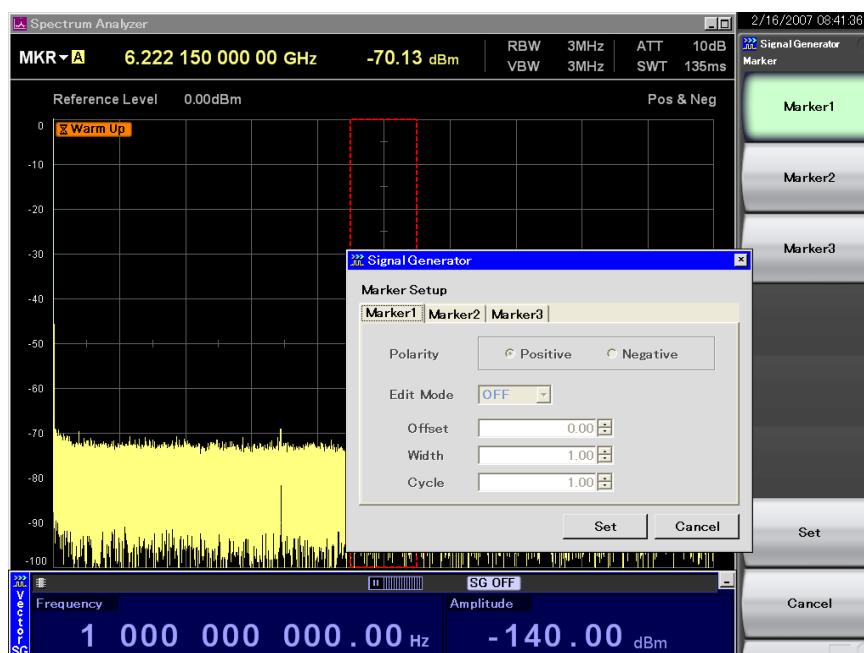 Spectrum Analyzer
2/16/2007 08:41:36
MKR A 6.222 150 000 00 GHz -70.13 dBm
RBW 3MHz ATT 10dB
VBW 3MHz SWT 135ms
Signal Generator
Marker
Reference Level 0.00dBm Pos & Neg
Marker1
0
Warm Up
-10
Marker2
-20
-30
Marker3
Signal Generator
Marker Setup
-40
Marker1 Marker2 Marker3
-50
Polarity Positive Negative
Edit Mode OFF
-60
Offset 0.00
-70
Width 1.00
-80
Cycle 1.00
-90
Set Cancel
Set
-100
Vector SG
SG OFF
Frequency Amplitude
Cancel
1 000 000 000.00 Hz -140.00 dBm